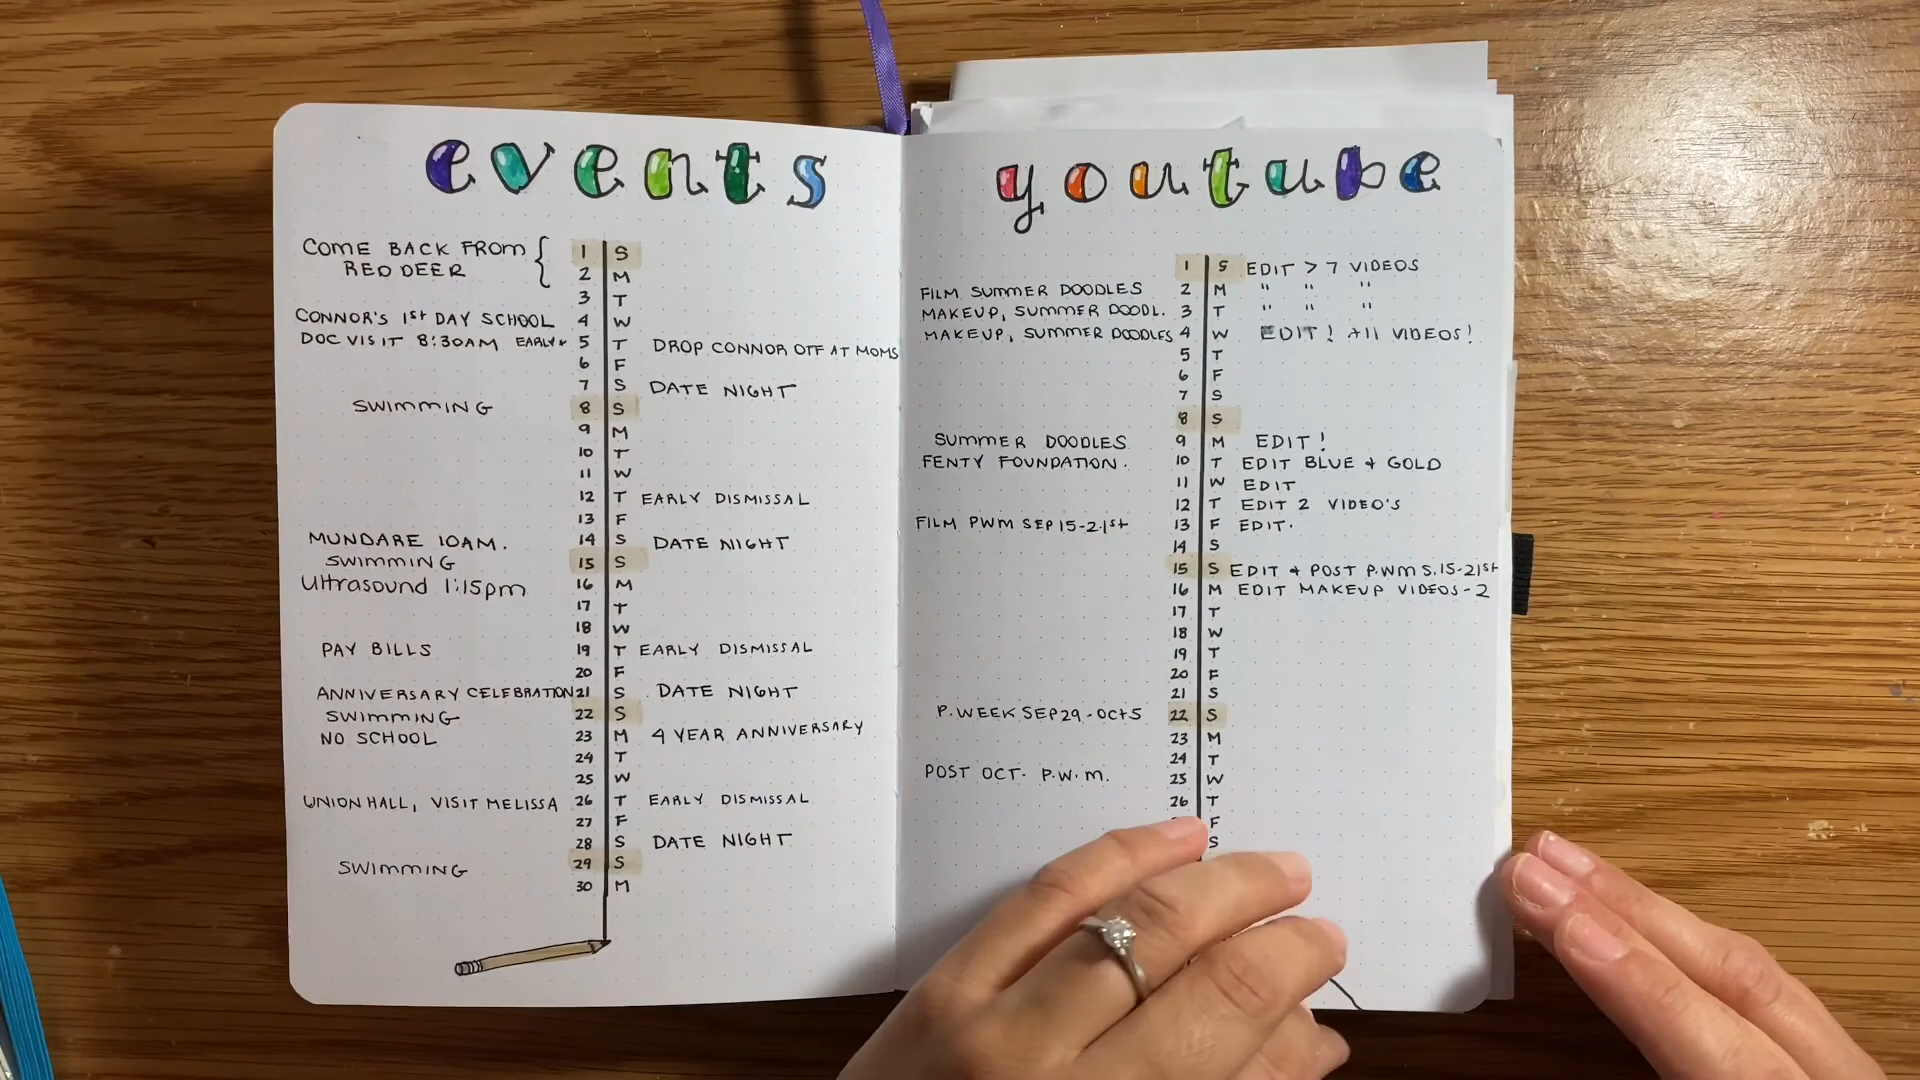 events
COME BACK FROM { 1 S
RED DEER 2 M
3 T
CONNOR'S 1st DAY SCHOOL 4 W
DOC VISIT 8:30AM EARLY* 5 T DROP CONNOR OFF AT MOMS
6 F
7 S DATE NIGHT
SWIMMING 8 S
9 M
10 T
11 W
12 T EARLY DISMISSAL
13 F
MUNDARE 10AM. 14 S DATE NIGHT
SWIMMING 15 S
Ultrasound 1:15pm 16 M
17 T
18 W
PAY BILLS 19 T EARLY DISMISSAL
20 F
ANNIVERSARY CELEBRATION 21 S DATE NIGHT
SWIMMING 22 S
NO SCHOOL 23 M 4 YEAR ANNIVERSARY
24 T
25 W
UNION HALL, VISIT MELISSA 26 T EARLY DISMISSAL
27 F
28 S DATE NIGHT
SWIMMING 29 S
30 M
youtube
1 S EDIT > 7 VIDEOS
FILM SUMMER DOODLES 2 M " " "
MAKEUP, SUMMER DOODL. 3 T " " "
MAKEUP, SUMMER DOODLES 4 W EDIT! All VIDEOS!
5 T
6 F
7 S
8 S
SUMMER DOODLES 9 M EDIT!
FENTY FOUNDATION. 10 T EDIT BLUE + GOLD
11 W EDIT
12 T EDIT 2 VIDEO'S
FILM PWM SEP 15-21st 13 F EDIT.
14 S
15 S EDIT + POST P.WM S.15-21st
16 M EDIT MAKEUP VIDEOS-2
17 T
18 W
19 T
20 F
21 S
P. WEEK SEP 29-OCT 5 22 S
23 M
24 T
POST OCT. P.W.M. 25 W
26 T
F
S